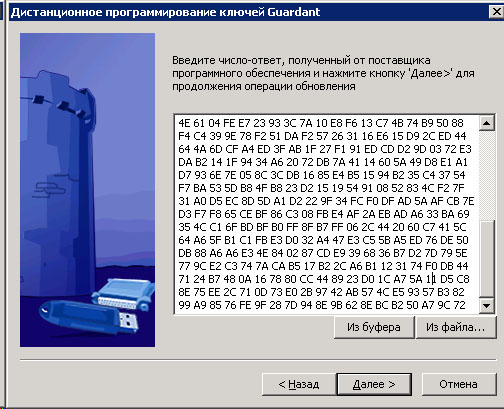 Дистанционное программирование ключей Guardant
Введите число-ответ, полученный от поставщика
программного обеспечения и нажмите кнопку 'Далее>' для
продолжения операции обновления
4E 61 04 FE E7 23 93 3C 7A 10 E8 F6 13 C7 4B 74 B9 50 88
F4 C4 39 9E 78 F2 51 DA F2 57 26 31 16 E6 15 D9 2C ED 44
64 4A 6D CF A4 ED 3F AB 1F 27 F1 91 ED CD D2 9D 03 72 E3
DA B2 14 1F 94 34 A6 20 72 DB 7A 41 14 60 5A 49 D8 E1 A1
D7 93 6E 7E 05 8C 3C DB 16 85 E4 B5 15 94 B2 35 C4 37 54
F7 BA 53 5D B8 4F B8 23 D2 15 19 54 91 08 52 83 4C F2 7F
31 A0 D5 EC 8D 5D A1 D2 22 9F 34 FC F0 DF AD 5A AF CB 7E
D3 F7 F8 65 CE BF 86 C3 08 FB E4 AF 2A EB AD A6 33 BA 69
35 4C C1 6F BD BF B0 FF 8F B7 FF 06 2C 44 20 60 C7 41 5C
64 A6 5F B1 C1 FB E3 D0 32 A4 47 E3 C5 5B A5 ED 76 DE 50
DB 88 A6 A6 E3 4E 84 02 87 CD E9 39 68 36 B7 D2 7D 79 5E
77 9C E2 C3 74 7A CA B5 17 B2 2C A6 B1 12 31 74 F0 DB 44
71 24 B7 48 0A 16 78 80 CC 44 89 23 D0 1C A7 5A 11 D5 C8
8E 75 EE 2C 71 0D 73 E0 2B 97 42 AB 57 4C E5 93 57 B3 82
99 A9 85 76 FE 9F 28 7D 94 8E 9B 62 8E BC B2 50 A7 9C 72
Из буфера Из файла...
< Назад Далее > Отмена